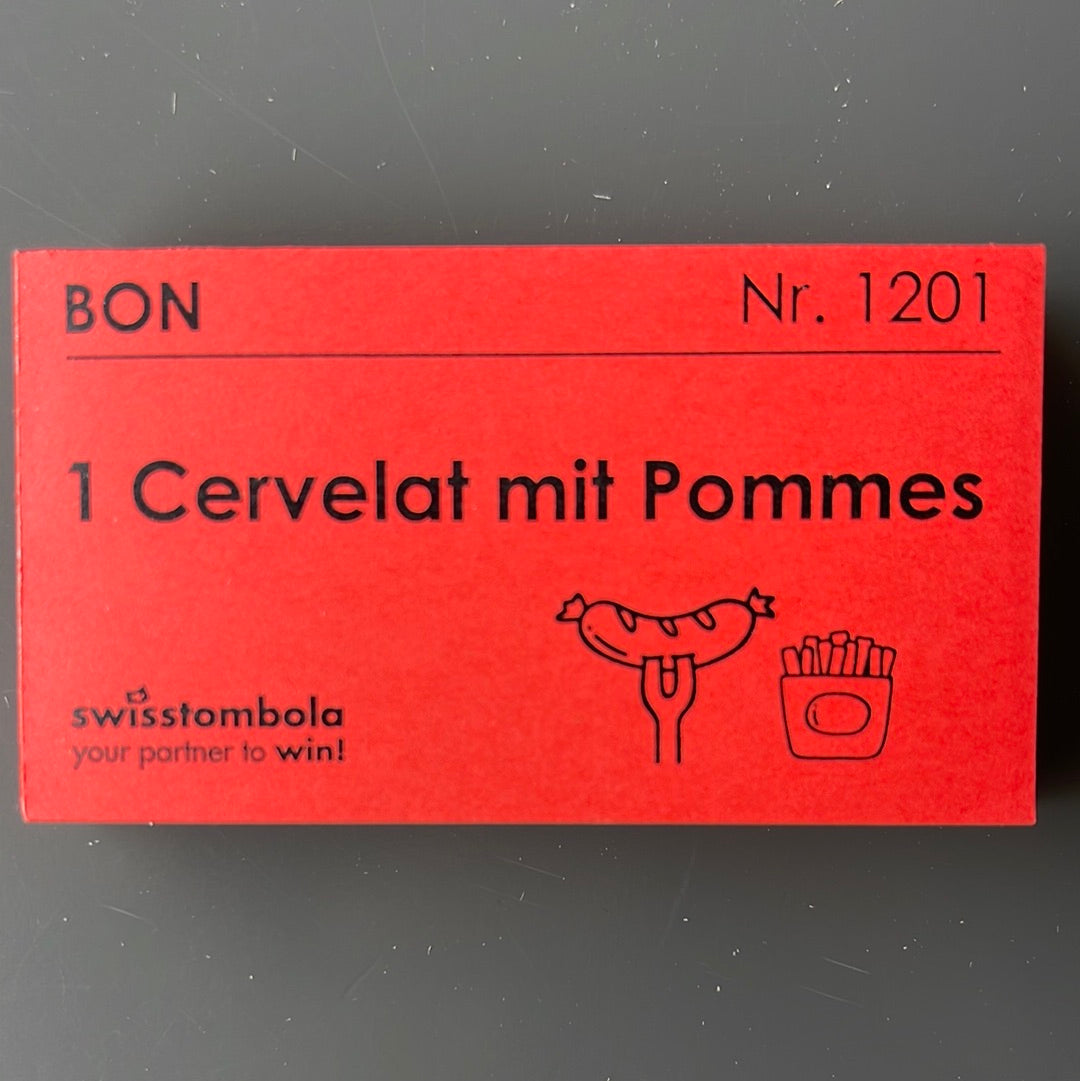 BON
Nr. 1201
1 Cervelat mit Pommes
swisstombola
your partner to win!